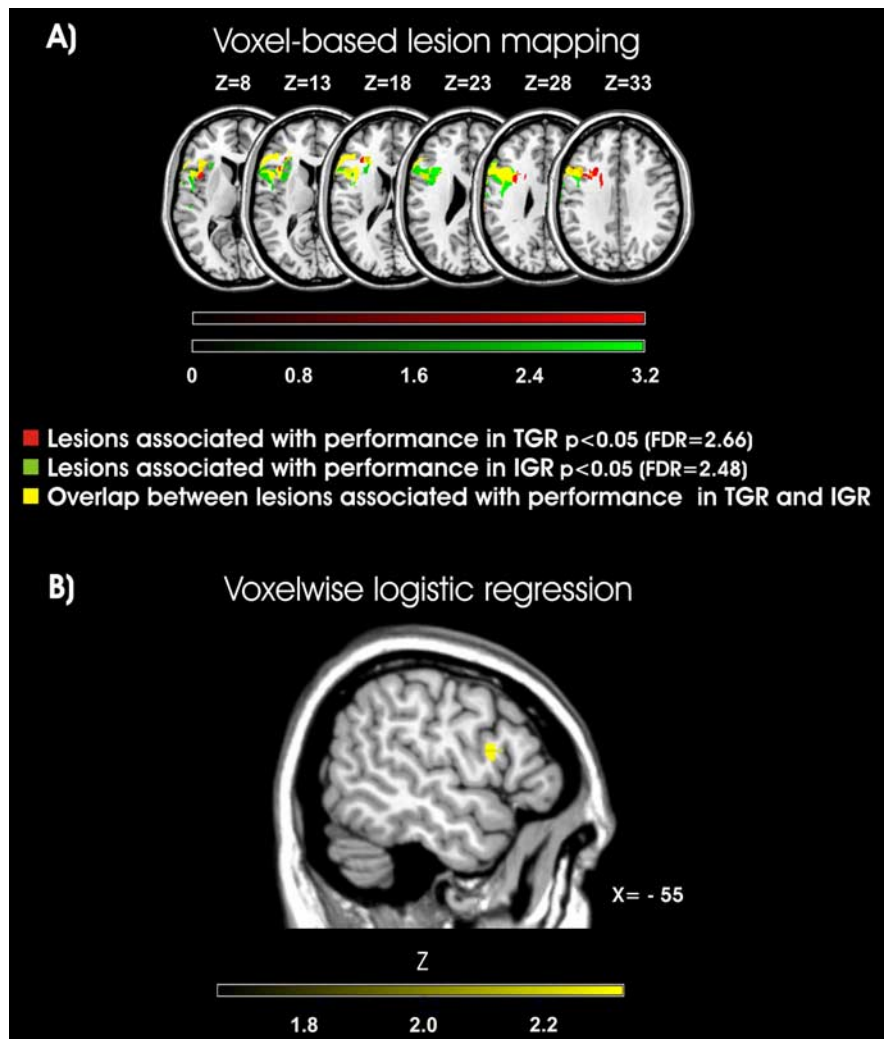 A) Voxel-based lesion mapping
Z=8 Z=13 Z=18 Z=23 Z=28 Z=33
0 0.8 1.6 2.4 3.2
Lesions associated with performance in TGR p<0.05 (FDR=2.66)
Lesions associated with performance in IGR p<0.05 (FDR=2.48)
Overlap between lesions associated with performance in TGR and IGR
B) Voxelwise logistic regression
X= - 55
Z
1.8 2.0 2.2